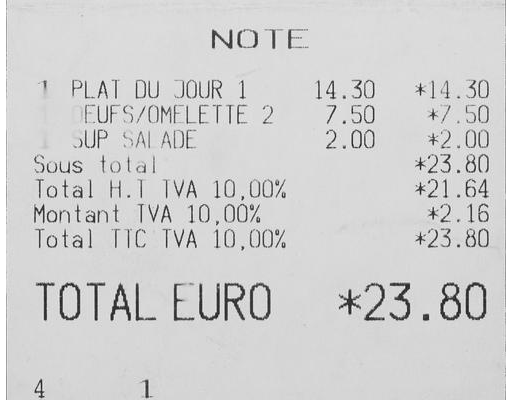 NOTE
1 PLAT DU JOUR 1 14.30 *14.30
1 OEUFS/OMELETTE 2 7.50 *7.50
1 SUP SALADE 2.00 *2.00
Sous total *23.80
Total H.T TVA 10,00% *21.64
Montant TVA 10,00% *2.16
Total TTC TVA 10,00% *23.80
TOTAL EURO *23.80
4 1